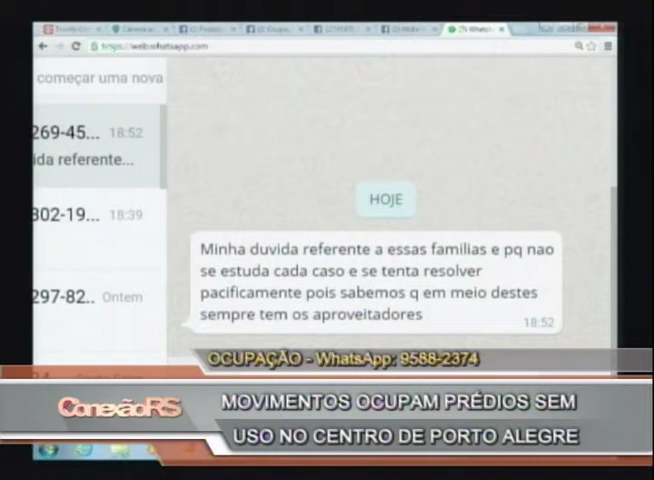 https://web.whatsapp.com
começar uma nova
269-45... 18:52
ida referente...
302-19... 18:39
297-82.. Ontem
HOJE
Minha duvida referente a essas familias e pq nao
se estuda cada caso e se tenta resolver
pacificamente pois sabemos q em meio destes
sempre tem os aproveitadores
18:52
OCUPAÇÃO - WhatsApp: 9588-2374
ConexãoRS
MOVIMENTOS OCUPAM PRÉDIOS SEM
USO NO CENTRO DE PORTO ALEGRE